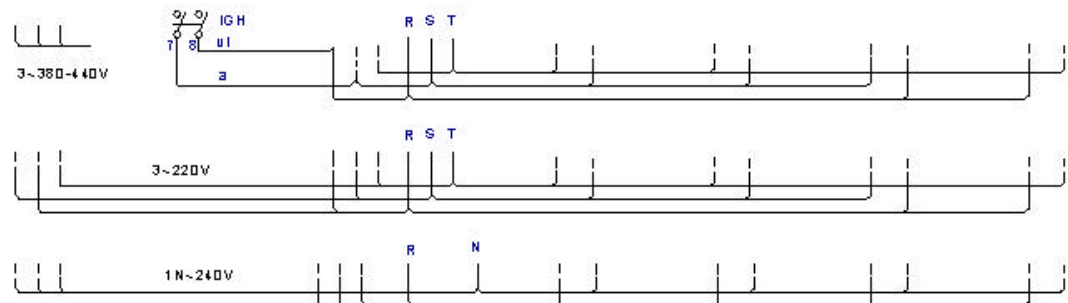 IGH
R S T
7 8 ul
3~380-440V
a
R S T
3~220V
R N
1N~240V